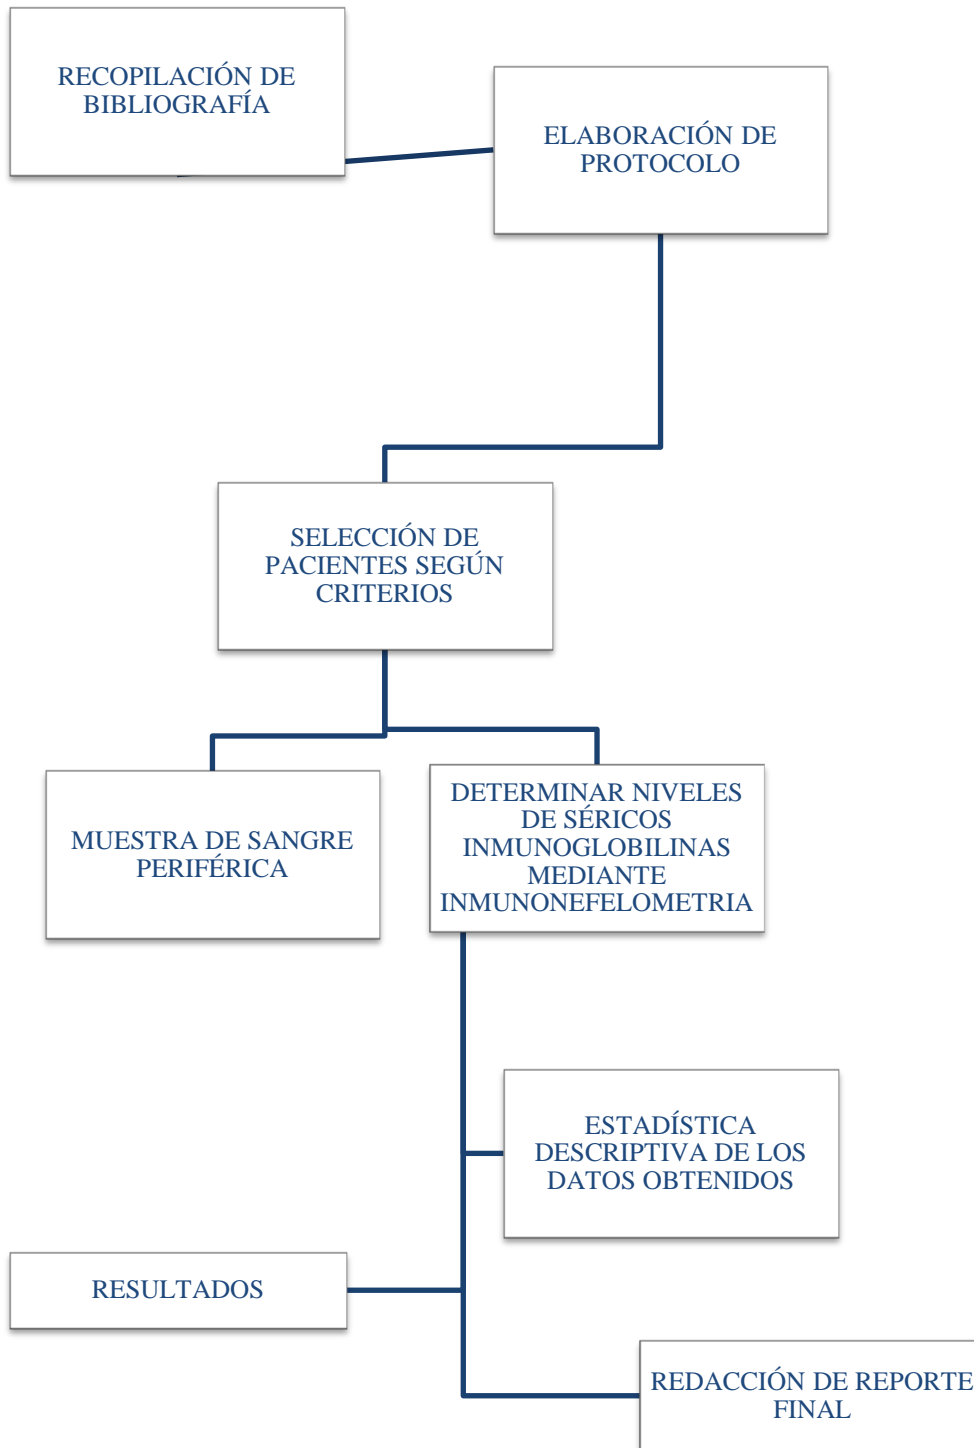 RECOPILACIÓN DE
BIBLIOGRAFÍA
ELABORACIÓN DE
PROTOCOLO
SELECCIÓN DE
PACIENTES SEGÚN
CRITERIOS
MUESTRA DE SANGRE
PERIFÉRICA
DETERMINAR NIVELES
DE SÉRICOS
INMUNOGLOBILINAS
MEDIANTE
INMUNONEFELOMETRIA
ESTADÍSTICA
DESCRIPTIVA DE LOS
DATOS OBTENIDOS
RESULTADOS
REDACCIÓN DE REPORTE
FINAL